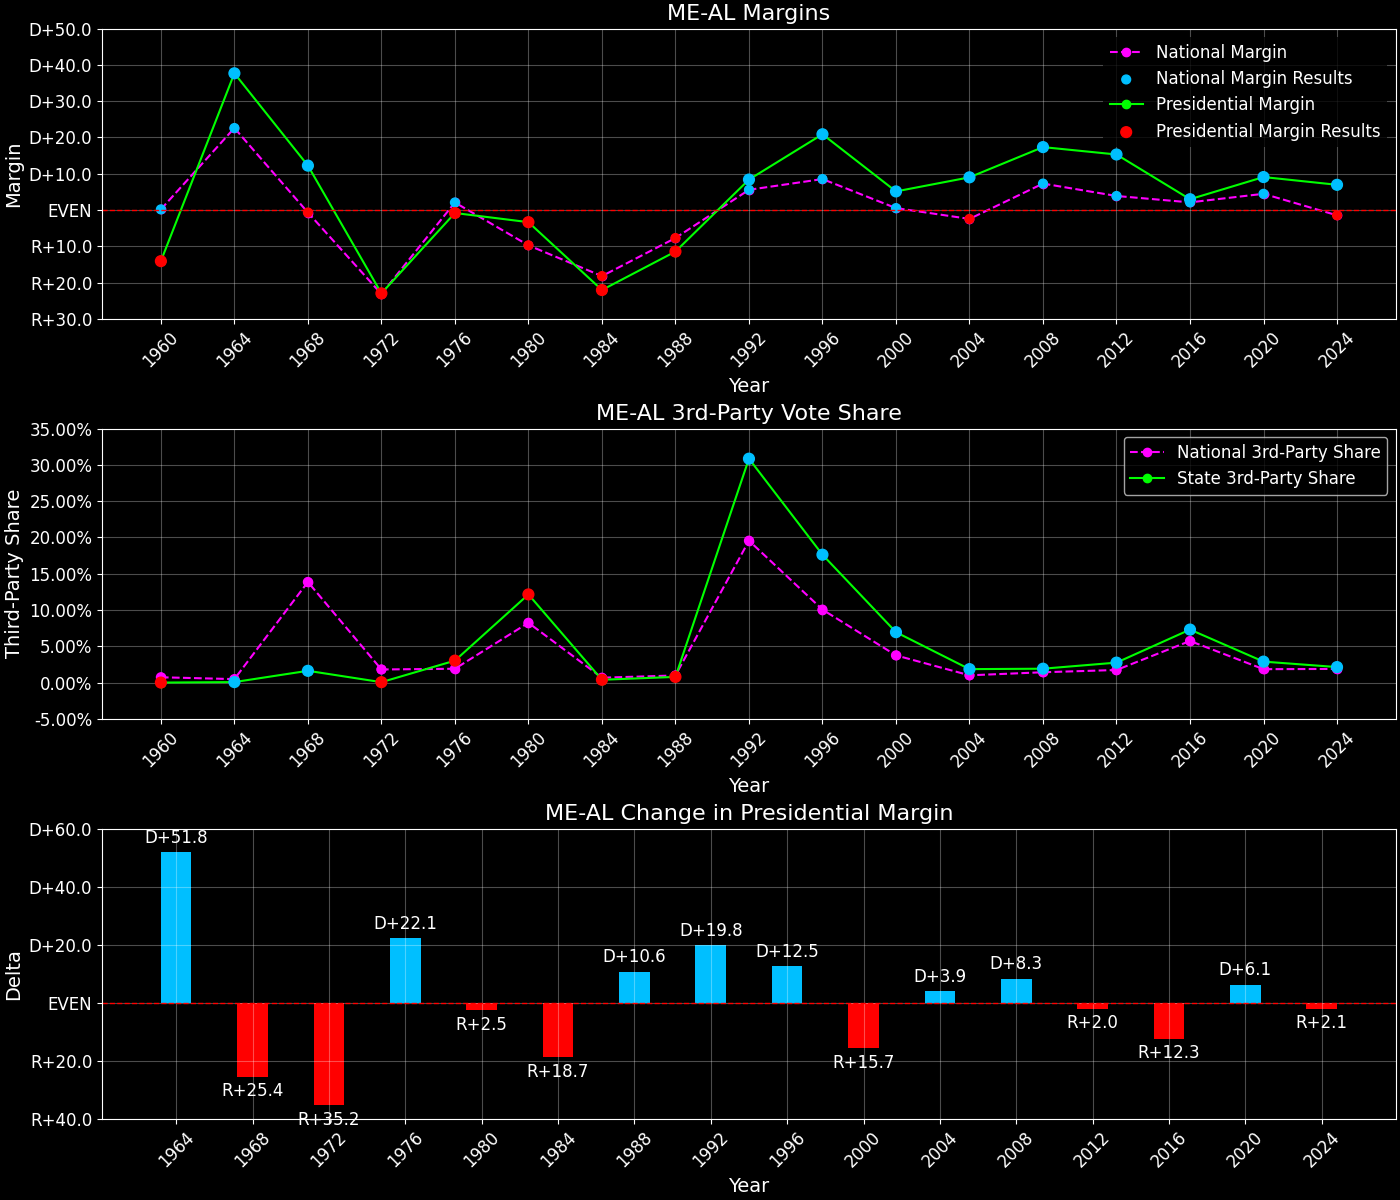 ME-AL Margins
D+50.0
D+40.0
D+30.0
D+20.0
D+10.0
EVEN
R+10.0
R+20.0
R+30.0
Margin
National Margin
National Margin Results
Presidential Margin
Presidential Margin Results
1960 1964 1968 1972 1976 1980 1984 1988 1992 1996 2000 2004 2008 2012 2016 2020 2024
Year
ME-AL 3rd-Party Vote Share
35.00%
30.00%
25.00%
20.00%
15.00%
10.00%
5.00%
0.00%
-5.00%
Third-Party Share
National 3rd-Party Share
State 3rd-Party Share
1960 1964 1968 1972 1976 1980 1984 1988 1992 1996 2000 2004 2008 2012 2016 2020 2024
Year
ME-AL Change in Presidential Margin
D+60.0
D+40.0
D+20.0
EVEN
R+20.0
R+40.0
Delta
D+51.8
R+25.4
R+35.2
D+22.1
R+2.5
R+18.7
D+10.6
D+19.8
D+12.5
R+15.7
D+3.9
D+8.3
R+2.0
R+12.3
D+6.1
R+2.1
1964 1968 1972 1976 1980 1984 1988 1992 1996 2000 2004 2008 2012 2016 2020 2024
Year